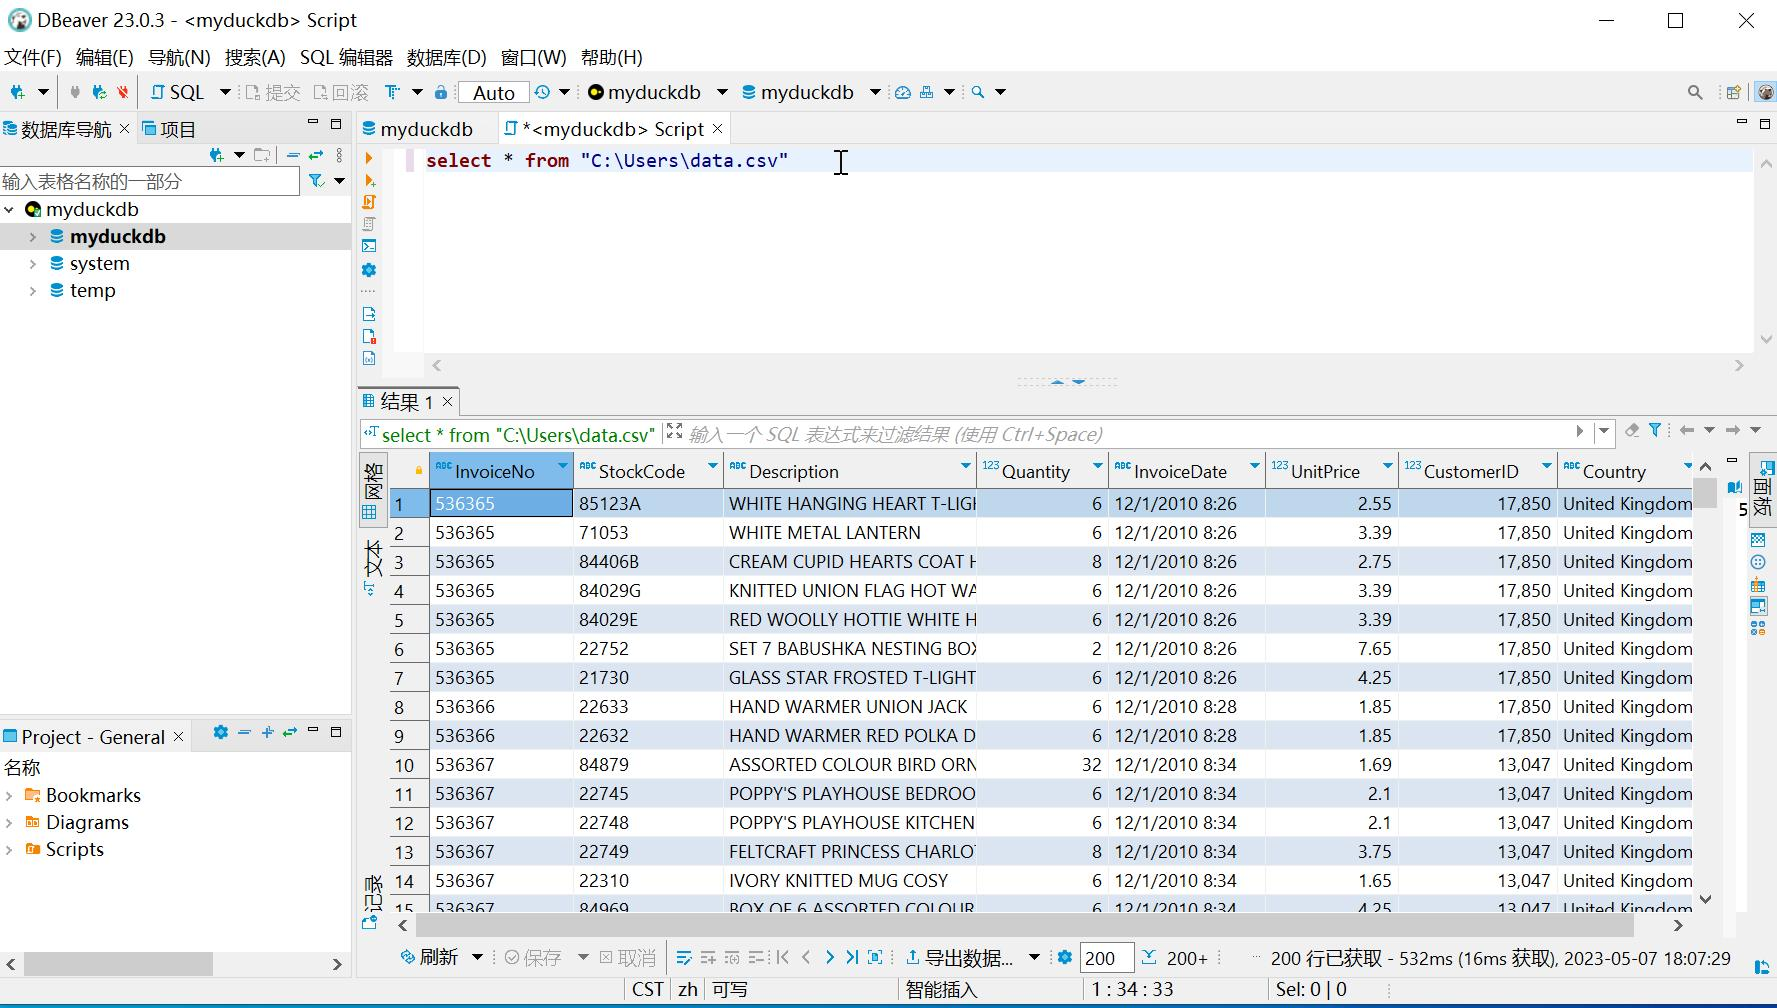 DBeaver 23.0.3 - <myduckdb> Script
文件(F) 编辑(E) 导航(N) 搜索(A) SQL 编辑器 数据库(D) 窗口(W) 帮助(H)
SQL 提交 回滚 Auto myduckdb myduckdb
数据库导航 项目
输入表格名称的一部分
myduckdb
myduckdb
system
temp
Project - General
名称
Bookmarks
Diagrams
Scripts
myduckdb *<myduckdb> Script
select * from "C:\Users\data.csv"
结果 1
select * from "C:\Users\data.csv" 输入一个 SQL 表达式来过滤结果 (使用 Ctrl+Space)
网格
文本
记录
面板
ABC InvoiceNo ABC StockCode ABC Description 123 Quantity ABC InvoiceDate 123 UnitPrice 123 CustomerID ABC Country
1 536365 85123A WHITE HANGING HEART T-LIGH 6 12/1/2010 8:26 2.55 17,850 United Kingdom
2 536365 71053 WHITE METAL LANTERN 6 12/1/2010 8:26 3.39 17,850 United Kingdom
3 536365 84406B CREAM CUPID HEARTS COAT H 8 12/1/2010 8:26 2.75 17,850 United Kingdom
4 536365 84029G KNITTED UNION FLAG HOT WA 6 12/1/2010 8:26 3.39 17,850 United Kingdom
5 536365 84029E RED WOOLLY HOTTIE WHITE H 6 12/1/2010 8:26 3.39 17,850 United Kingdom
6 536365 22752 SET 7 BABUSHKA NESTING BOX 2 12/1/2010 8:26 7.65 17,850 United Kingdom
7 536365 21730 GLASS STAR FROSTED T-LIGHT 6 12/1/2010 8:26 4.25 17,850 United Kingdom
8 536366 22633 HAND WARMER UNION JACK 6 12/1/2010 8:28 1.85 17,850 United Kingdom
9 536366 22632 HAND WARMER RED POLKA D 6 12/1/2010 8:28 1.85 17,850 United Kingdom
10 536367 84879 ASSORTED COLOUR BIRD ORN 32 12/1/2010 8:34 1.69 13,047 United Kingdom
11 536367 22745 POPPY'S PLAYHOUSE BEDROO 6 12/1/2010 8:34 2.1 13,047 United Kingdom
12 536367 22748 POPPY'S PLAYHOUSE KITCHEN 6 12/1/2010 8:34 2.1 13,047 United Kingdom
13 536367 22749 FELTCRAFT PRINCESS CHARLO 8 12/1/2010 8:34 3.75 13,047 United Kingdom
14 536367 22310 IVORY KNITTED MUG COSY 6 12/1/2010 8:34 1.65 13,047 United Kingdom
15 536367 84969 BOX OF 6 ASSORTED COLOUR 6 12/1/2010 8:34 4.25 13,047 United Kingdom
5
刷新 保存 取消 导出数据... 200 200+ 200 行已获取 - 532ms (16ms 获取), 2023-05-07 18:07:29
CST zh 可写 智能插入 1 : 34 : 33 Sel: 0 | 0